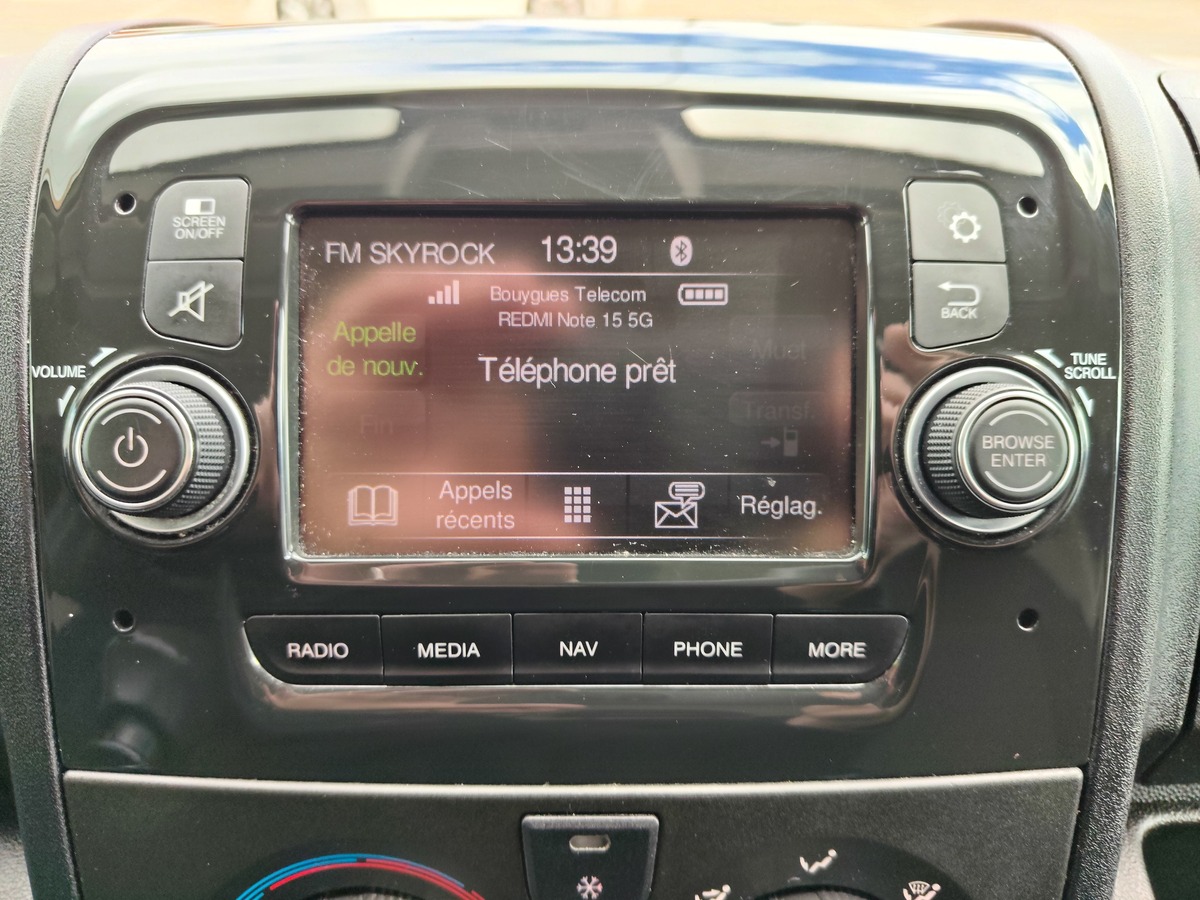 SCREEN
ON/OFF
FM SKYROCK 13:39
Bouygues Telecom
REDMI Note 15 5G
Appelle
de nouv.
Téléphone prêt
Muet
Fin
Transf.
Appels
récents
Réglag.
BACK
VOLUME
TUNE
SCROLL
BROWSE
ENTER
RADIO MEDIA NAV PHONE MORE